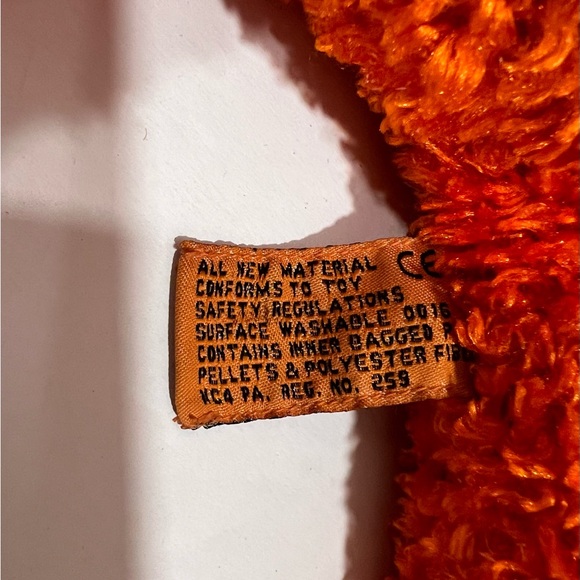 ALL NEW MATERIAL CE
CONFORMS TO TOY
SAFETY REGULATIONS
SURFACE WASHABLE 0016
CONTAINS INNER BAGGED P
PELLETS & POLYESTER FIB
PA. REG. NO. 259